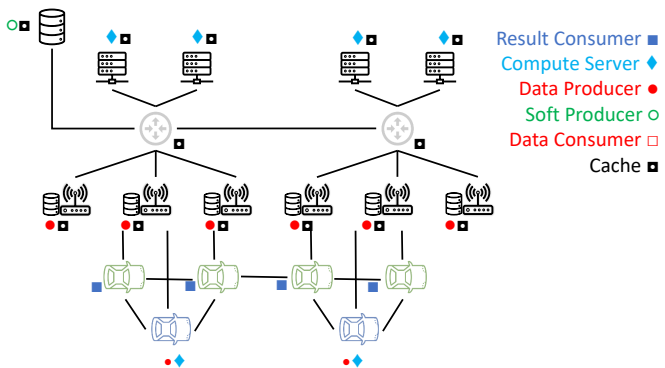 Result Consumer
Compute Server
Data Producer
Soft Producer
Data Consumer
Cache